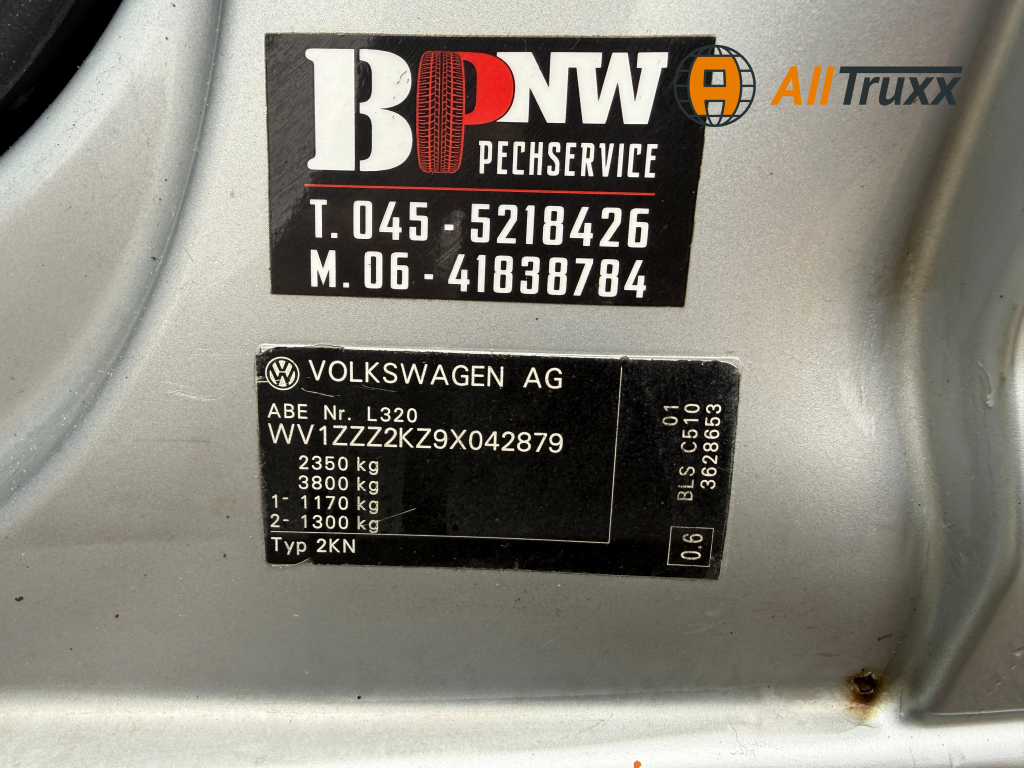 BPNW
PECHSERVICE
T. 045 - 5218426
M. 06 - 41838784
A AllTruxx
VOLKSWAGEN AG
ABE Nr. L320
WV1ZZZ2KZ9X042879
2350 kg
3800 kg
1- 1170 kg
2- 1300 kg
Typ 2KN
01
BLS C510
3628653
0.6